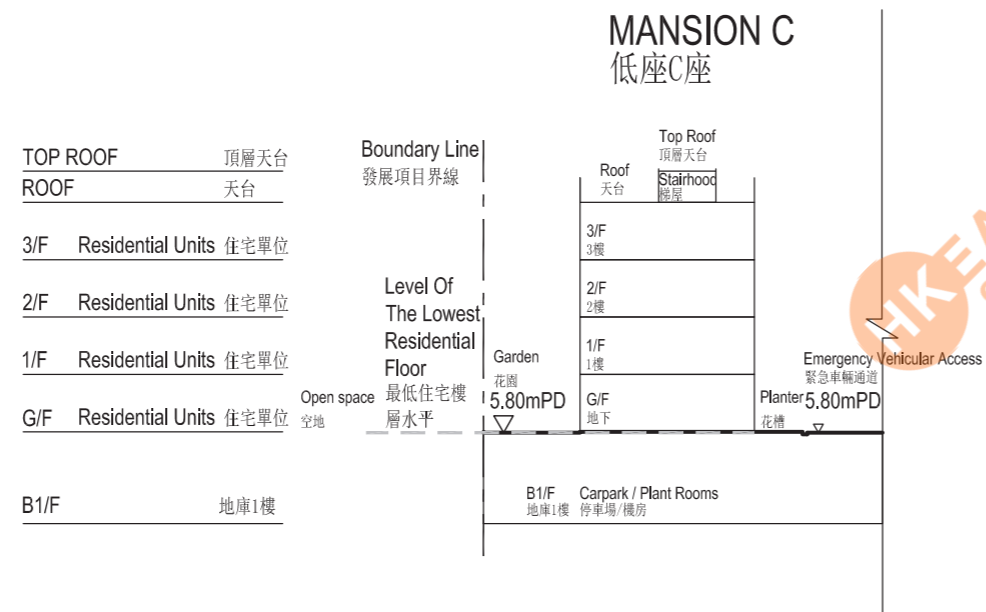 MANSION C
低座C座
TOP ROOF 頂層天台
ROOF 天台
3/F Residential Units 住宅單位
2/F Residential Units 住宅單位
1/F Residential Units 住宅單位
G/F Residential Units 住宅單位
B1/F 地庫1樓
Boundary Line
發展項目界線
Level Of
The Lowest
Residential
Floor
最低住宅樓
層水平
Open space
空地
Garden
花園
5.80mPD
Top Roof
頂層天台
Roof
天台
Stairhood
梯屋
3/F
3樓
2/F
2樓
1/F
1樓
G/F
地下
Emergency Vehicular Access
緊急車輛通道
Planter
花槽
5.80mPD
B1/F Carpark / Plant Rooms
地庫1樓 停車場/機房